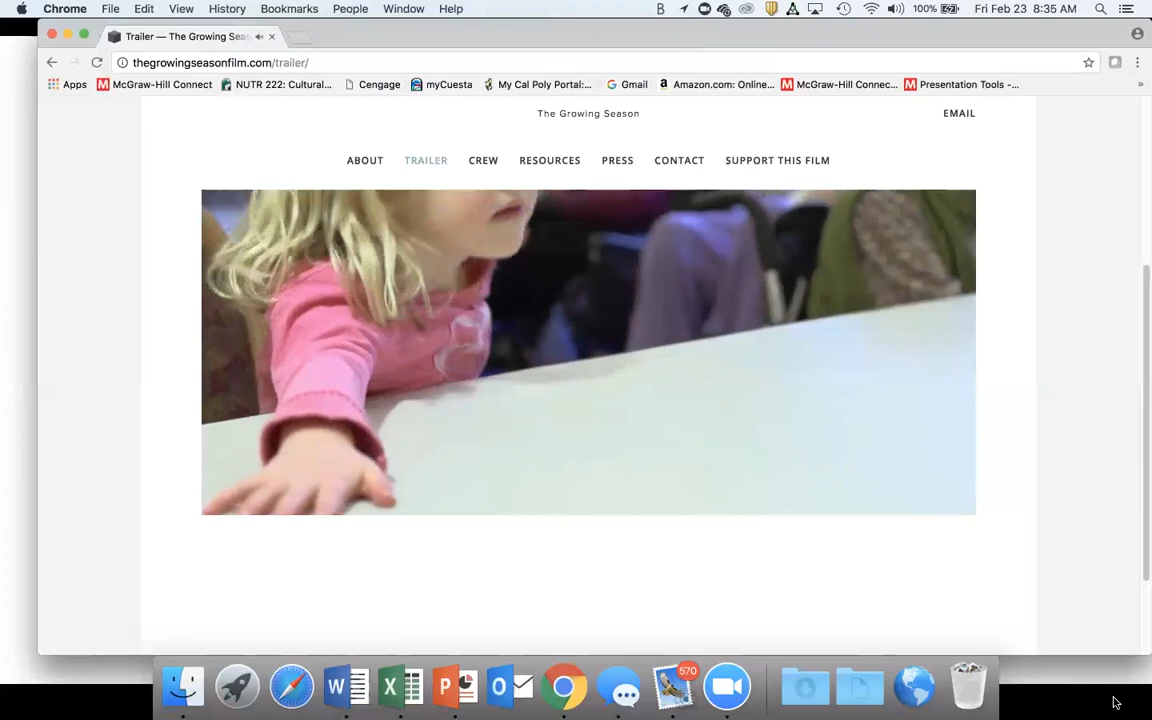 Chrome File Edit View History Bookmarks People Window Help 100% Fri Feb 23 8:35 AM
Trailer — The Growing Seas
thegrowingseasonfilm.com/trailer/
Apps McGraw-Hill Connect NUTR 222: Cultural... Cengage myCuesta My Cal Poly Portal:... Gmail Amazon.com: Online... McGraw-Hill Connec... Presentation Tools -... »
The Growing Season EMAIL
ABOUT TRAILER CREW RESOURCES PRESS CONTACT SUPPORT THIS FILM
570